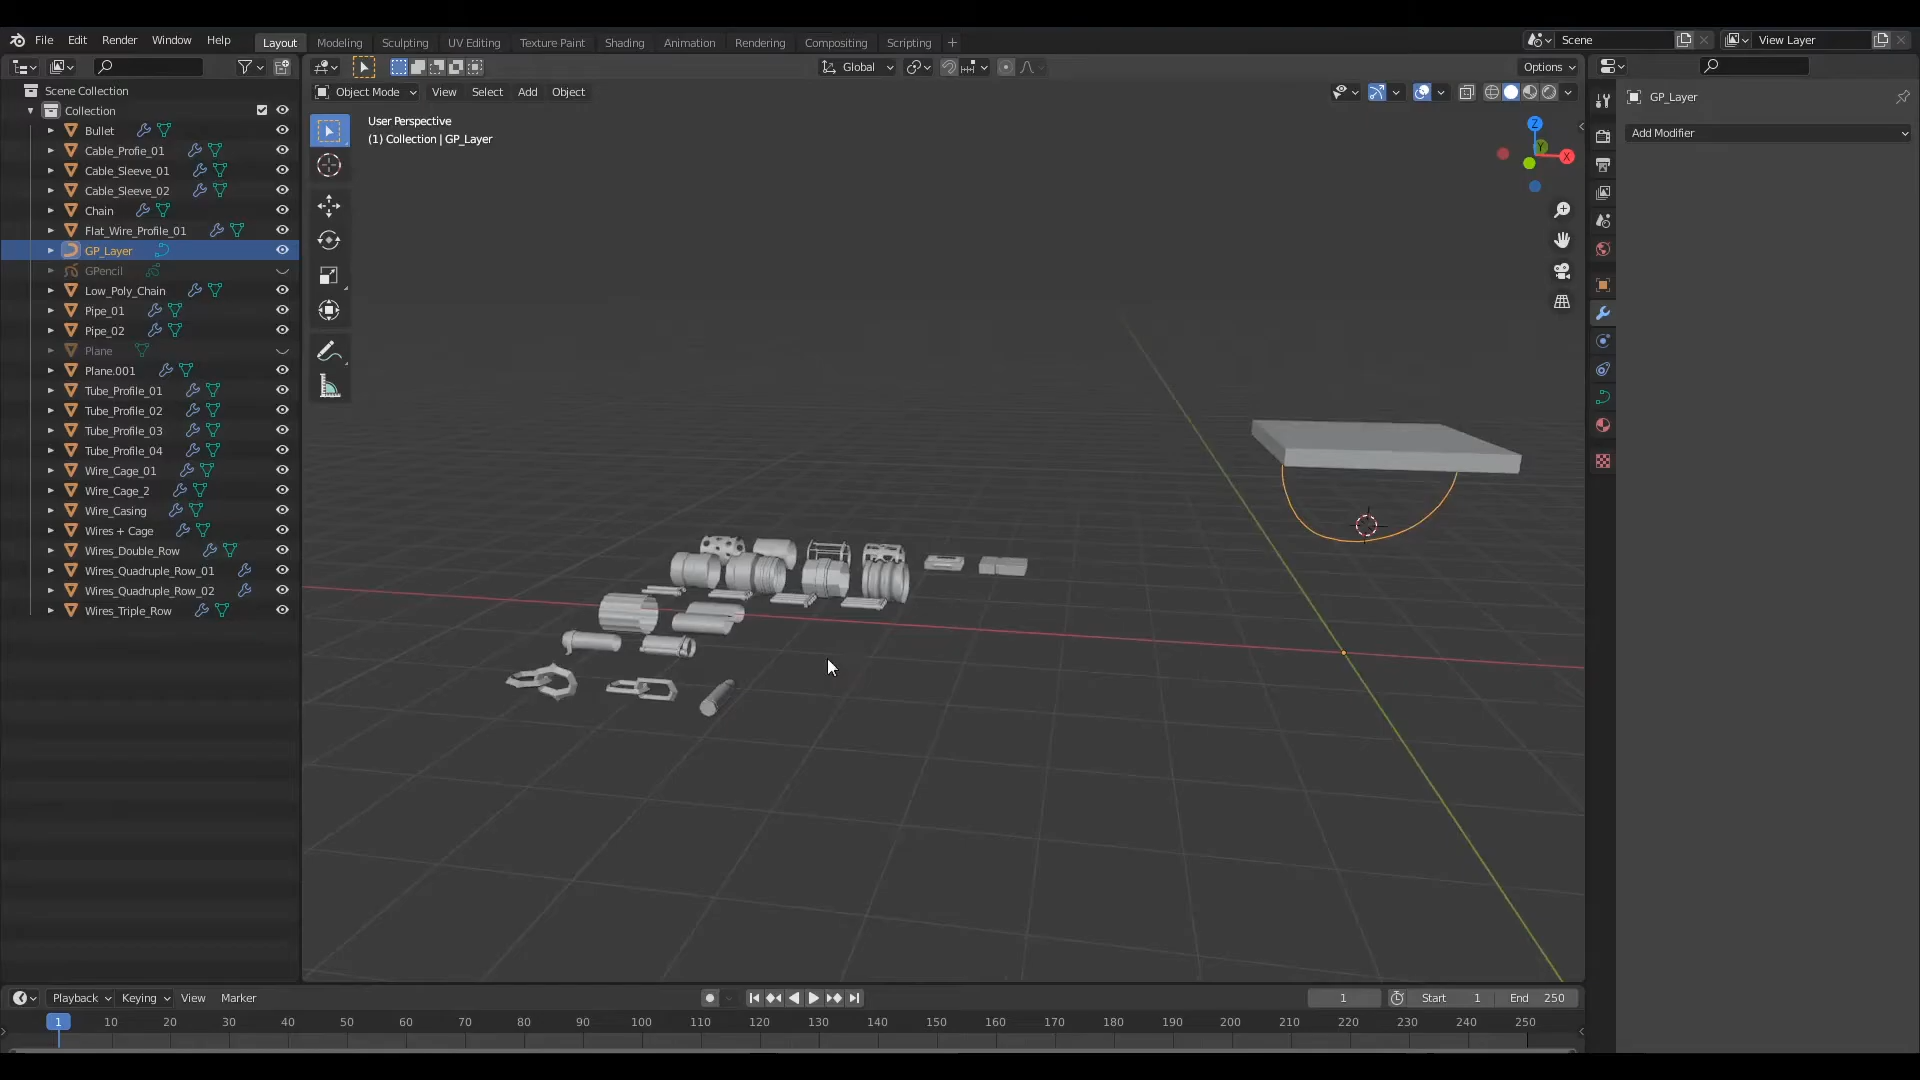 File Edit Render Window Help Layout Modeling Sculpting UV Editing Texture Paint Shading Animation Rendering Compositing Scripting + Scene View Layer
Global Options
Object Mode View Select Add Object
User Perspective
(1) Collection | GP_Layer
Scene Collection
Collection
Bullet
Cable_Profie_01
Cable_Sleeve_01
Cable_Sleeve_02
Chain
Flat_Wire_Profile_01
GP_Layer
GPencil
Low_Poly_Chain
Pipe_01
Pipe_02
Plane
Plane.001
Tube_Profile_01
Tube_Profile_02
Tube_Profile_03
Tube_Profile_04
Wire_Cage_01
Wire_Cage_2
Wire_Casing
Wires + Cage
Wires_Double_Row
Wires_Quadruple_Row_01
Wires_Quadruple_Row_02
Wires_Triple_Row
Z
Y
X
GP_Layer
Add Modifier
Playback Keying View Marker 1 Start 1 End 250
1 10 20 30 40 50 60 70 80 90 100 110 120 130 140 150 160 170 180 190 200 210 220 230 240 250